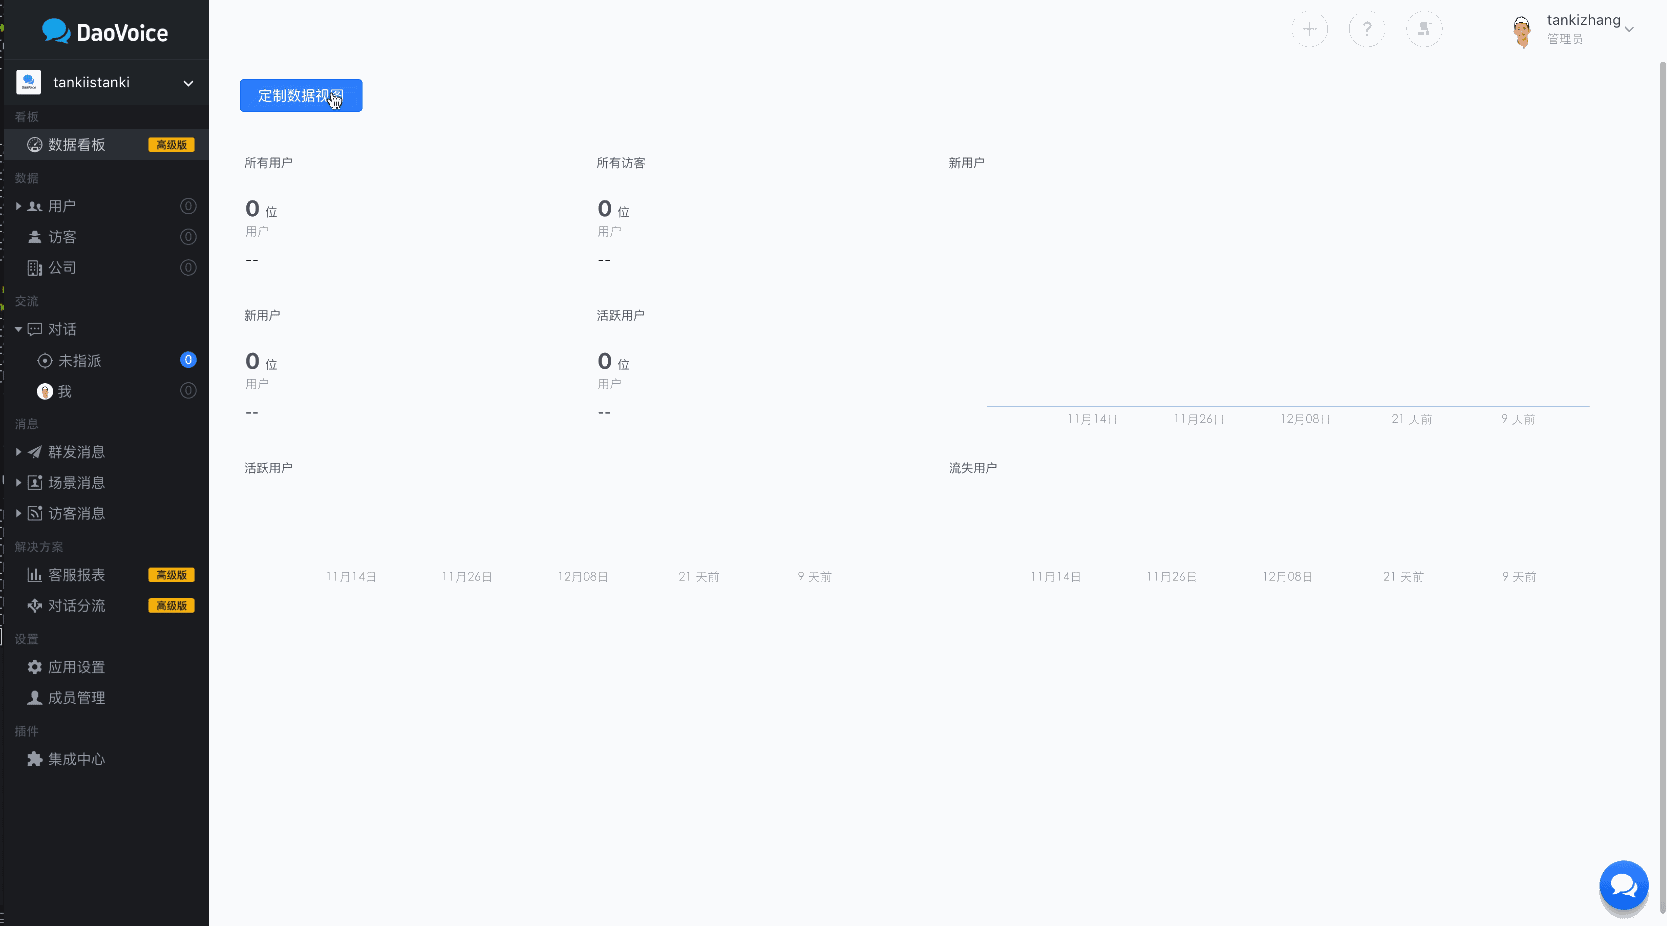 DaoVoice
tankiistanki
看板
数据看板 高级版
数据
用户 0
访客 0
公司 0
交流
对话
未指派 0
我 0
消息
群发消息
场景消息
访客消息
解决方案
客服报表 高级版
对话分流 高级版
设置
应用设置
成员管理
插件
集成中心
?
tankizhang
管理员
定制数据视图
所有用户
0 位
用户
--
所有访客
0 位
用户
--
新用户
11月14日 11月26日 12月08日 21 天前 9 天前
新用户
0 位
用户
--
活跃用户
0 位
用户
--
活跃用户
11月14日 11月26日 12月08日 21 天前 9 天前
流失用户
11月14日 11月26日 12月08日 21 天前 9 天前